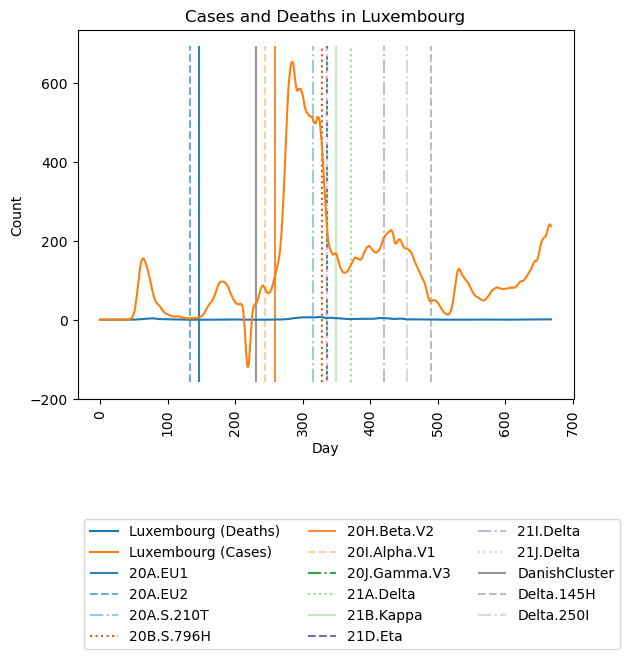 Cases and Deaths in Luxembourg
600
400
200
0
−200
Count
0
100
200
300
400
500
600
700
Day
Luxembourg (Deaths)
Luxembourg (Cases)
20A.EU1
20A.EU2
20A.S.210T
20B.S.796H
20H.Beta.V2
20I.Alpha.V1
20J.Gamma.V3
21A.Delta
21B.Kappa
21D.Eta
21I.Delta
21J.Delta
DanishCluster
Delta.145H
Delta.250I